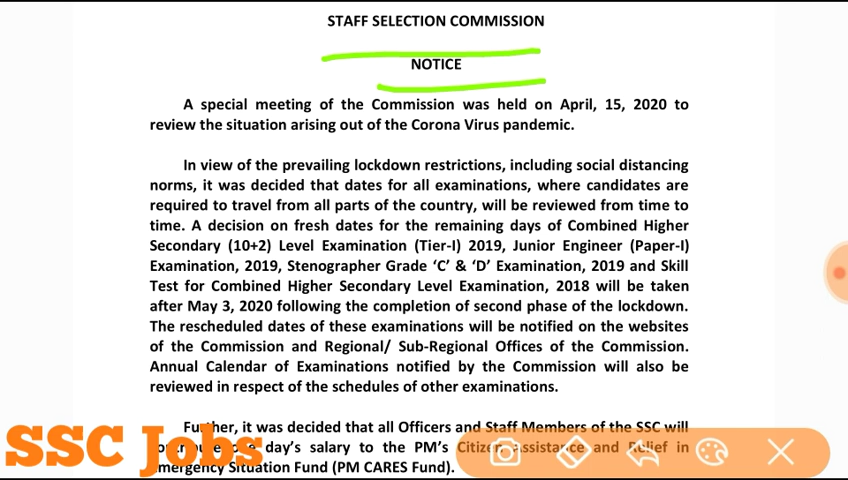 STAFF SELECTION COMMISSION
NOTICE
A special meeting of the Commission was held on April, 15, 2020 to
review the situation arising out of the Corona Virus pandemic.
In view of the prevailing lockdown restrictions, including social distancing
norms, it was decided that dates for all examinations, where candidates are
required to travel from all parts of the country, will be reviewed from time to
time. A decision on fresh dates for the remaining days of Combined Higher
Secondary (10+2) Level Examination (Tier-I) 2019, Junior Engineer (Paper-I)
Examination, 2019, Stenographer Grade ‘C’ & ‘D’ Examination, 2019 and Skill
Test for Combined Higher Secondary Level Examination, 2018 will be taken
after May 3, 2020 following the completion of second phase of the lockdown.
The rescheduled dates of these examinations will be notified on the websites
of the Commission and Regional/ Sub-Regional Offices of the Commission.
Annual Calendar of Examinations notified by the Commission will also be
reviewed in respect of the schedules of other examinations.
Further, it was decided that all Officers and Staff Members of the SSC will
day’s salary to the PM’s Citizen Assistance and Relief in
Emergency Situation Fund (PM CARES Fund).
SSC Jobs